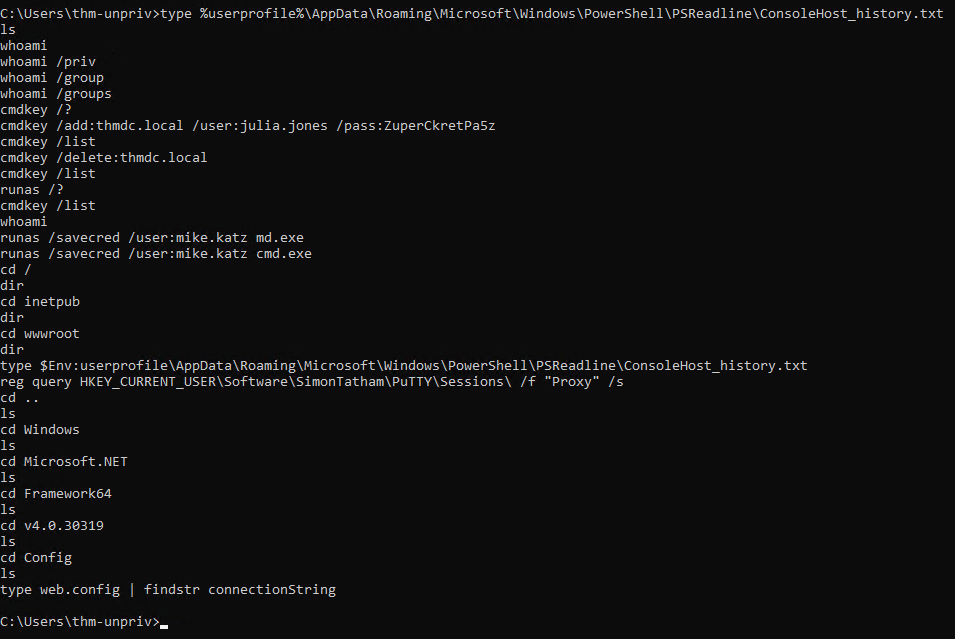 C:\Users\thm-unpriv>type %userprofile%\AppData\Roaming\Microsoft\Windows\PowerShell\PSReadline\ConsoleHost_history.txt
ls
whoami
whoami /priv
whoami /group
whoami /groups
cmdkey /?
cmdkey /add:thmdc.local /user:julia.jones /pass:ZuperCkretPa5z
cmdkey /list
cmdkey /delete:thmdc.local
cmdkey /list
runas /?
cmdkey /list
whoami
runas /savecred /user:mike.katz md.exe
runas /savecred /user:mike.katz cmd.exe
cd /
dir
cd inetpub
dir
cd wwwroot
dir
type $Env:userprofile\AppData\Roaming\Microsoft\Windows\PowerShell\PSReadline\ConsoleHost_history.txt
reg query HKEY_CURRENT_USER\Software\SimonTatham\PuTTY\Sessions\ /f "Proxy" /s
cd ..
ls
cd Windows
ls
cd Microsoft.NET
ls
cd Framework64
ls
cd v4.0.30319
ls
cd Config
ls
type web.config | findstr connectionString
C:\Users\thm-unpriv>